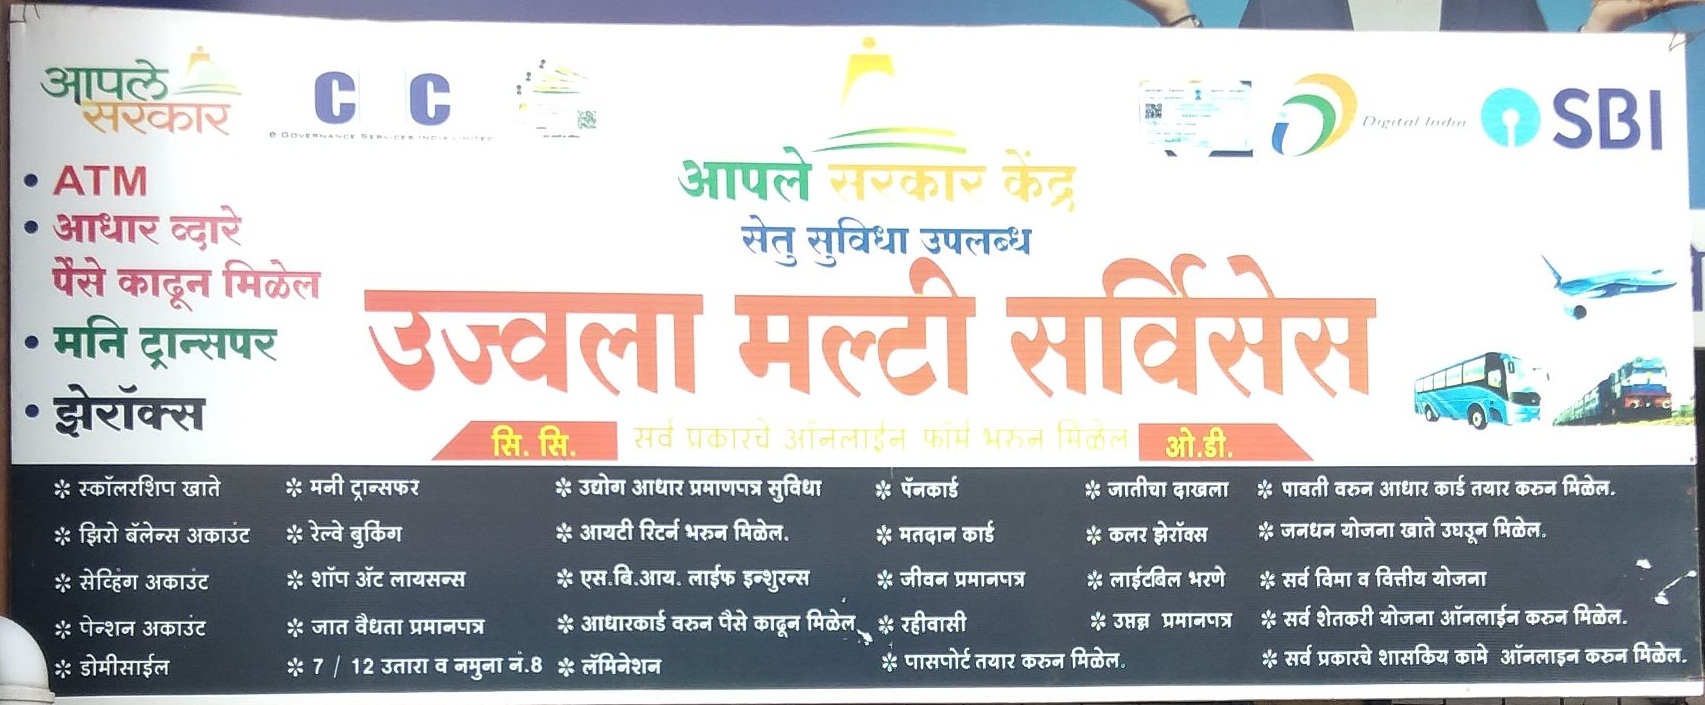 आपले
सरकार
C C
e Governance Services India Limited
Digital India
SBI
आपले सरकार केंद्र
सेतु सुविधा उपलब्ध
• ATM
• आधार व्दारे
पैसे काढून मिळेल
• मनि ट्रान्सपर
• झेरॉक्स
उज्वला मल्टी सर्विसेस
सि. सि.
सर्व प्रकारचे ऑनलाईन फॉर्म भरुन मिळेल
ओ.डी.
❇ स्कॉलरशिप खाते
❇ झिरो बॅलेन्स अकाउंट
❇ सेव्हिंग अकाउंट
❇ पेन्शन अकाउंट
❇ डोमीसाईल
❇ मनी ट्रान्सफर
❇ रेल्वे बुकिंग
❇ शॉप ॲट लायसन्स
❇ जात वैधता प्रमाणपत्र
❇ 7 / 12 उतारा व नमुना नं.8
❇ उद्योग आधार प्रमाणपत्र सुविधा
❇ आयटी रिटर्न भरुन मिळेल.
❇ एस.बि.आय. लाईफ इन्शुरन्स
❇ आधारकार्ड वरुन पैसे काढून मिळेल
❇ लॅमिनेशन
❇ पॅनकार्ड
❇ मतदान कार्ड
❇ जीवन प्रमाणपत्र
❇ रहीवासी
❇ पासपोर्ट तयार करुन मिळेल.
❇ जातीचा दाखला
❇ कलर झेरॉक्स
❇ लाईटबिल भरणे
❇ उत्पन्न प्रमाणपत्र
❇ पावती वरुन आधार कार्ड तयार करुन मिळेल.
❇ जनधन योजना खाते उघडून मिळेल.
❇ सर्व विमा व वित्तीय योजना
❇ सर्व शेतकरी योजना ऑनलाईन करुन मिळेल.
❇ सर्व प्रकारचे शासकिय कामे ऑनलाइन करुन मिळेल.